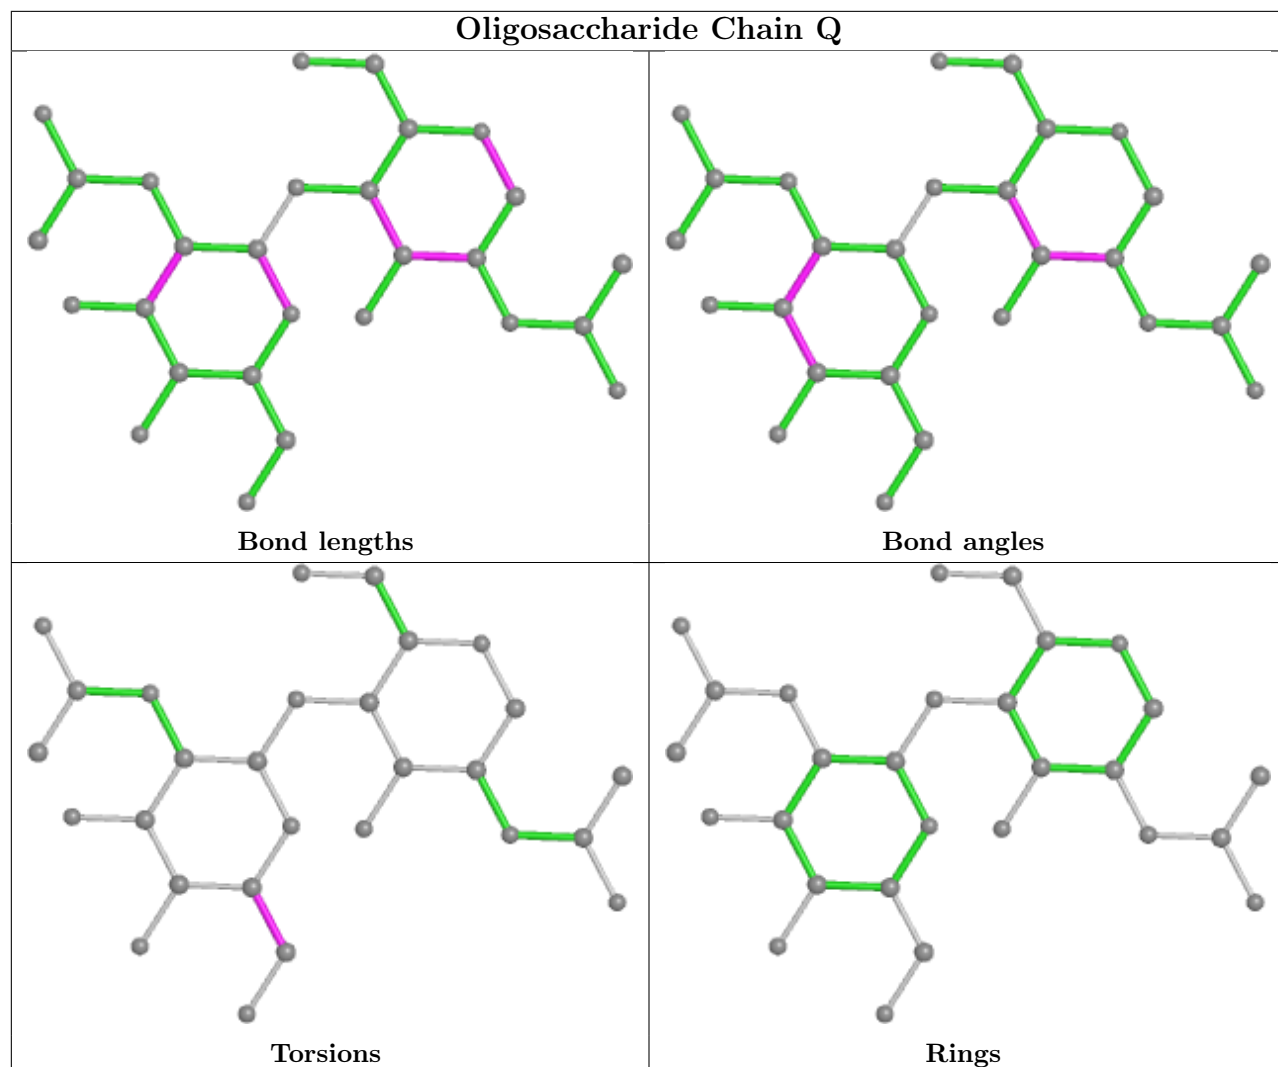 Oligosaccharide Chain Q
Bond lengths
Bond angles
Torsions
Rings